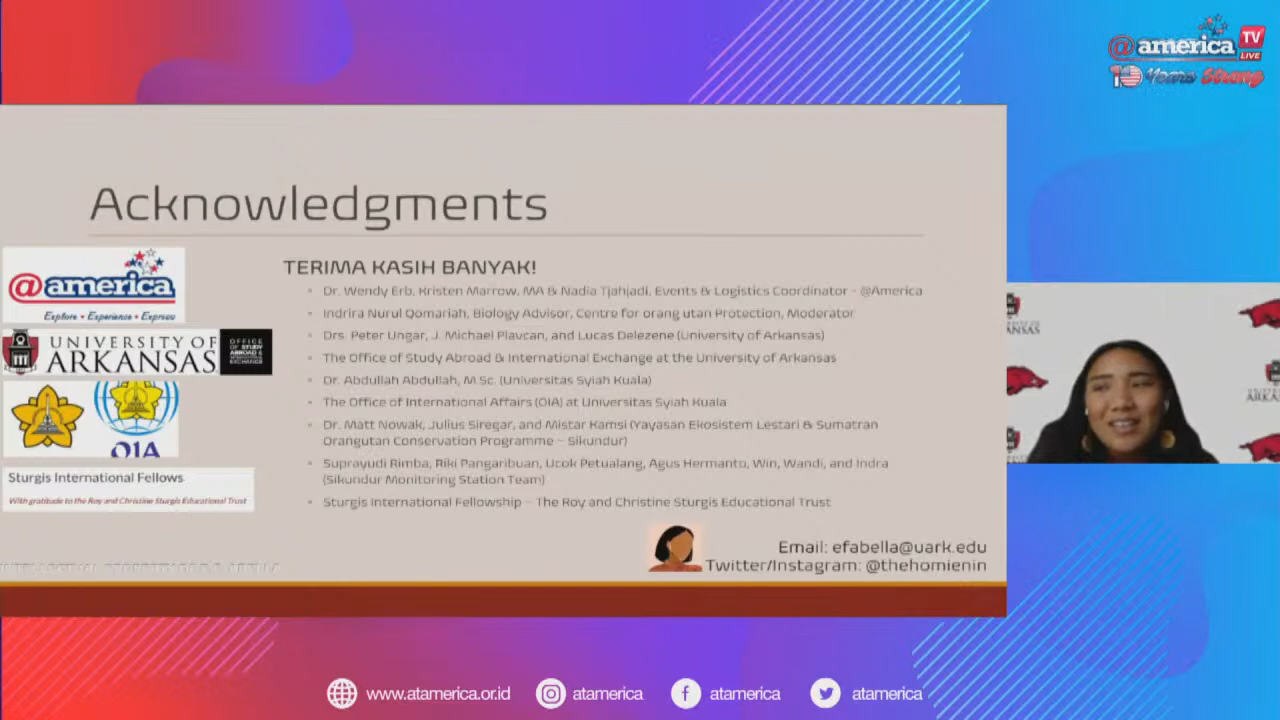 @america TV
LIVE
10 Years Strong
Acknowledgments
@america
Explore • Experience • Express
UNIVERSITY OF
ARKANSAS
OFFICE
OF STUDY
ABROAD &
INTERNATIONAL
EXCHANGE
OIA
Sturgis International Fellows
With gratitude to the Roy and Christine Sturgis Educational Trust
TERIMA KASIH BANYAK!
Dr. Wendy Erb, Kristen Marrow, MA & Nadia Tjahjadi, Events & Logistics Coordinator – @America
Indrira Nurul Qomariah, Biology Advisor, Centre for orang utan Protection, Moderator
Drs. Peter Ungar, J. Michael Plavcan, and Lucas Delezene (University of Arkansas)
The Office of Study Abroad & International Exchange at the University of Arkansas
Dr. Abdullah Abdullah, M.Sc. (Universitas Syiah Kuala)
The Office of International Affairs (OIA) at Universitas Syiah Kuala
Dr. Matt Nowak, Julius Siregar, and Mistar Kamsi (Yayasan Ekosistem Lestari & Sumatran
Orangutan Conservation Programme – Sikundur)
Suprayudi Rimba, Riki Pangaribuan, Ucok Petualang, Agus Hermanto, Win, Wandi, and Indra
(Sikundur Monitoring Station Team)
Sturgis International Fellowship – The Roy and Christine Sturgis Educational Trust
Email: efabella@uark.edu
Twitter/Instagram: @thehomienin
www.atamerica.or.id
atamerica
atamerica
atamerica